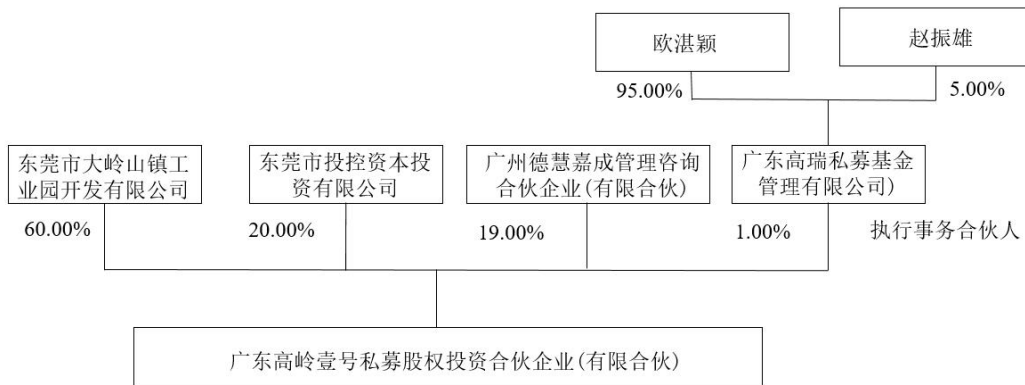 欧湛颖
赵振雄
95.00%
5.00%
东莞市大岭山镇工
业园开发有限公司
东莞市投控资本投
资有限公司
广州德慧嘉成管理咨询
合伙企业(有限合伙)
广东高瑞私募基金
管理有限公司)
60.00%
20.00%
19.00%
1.00%
执行事务合伙人
广东高岭壹号私募股权投资合伙企业(有限合伙)